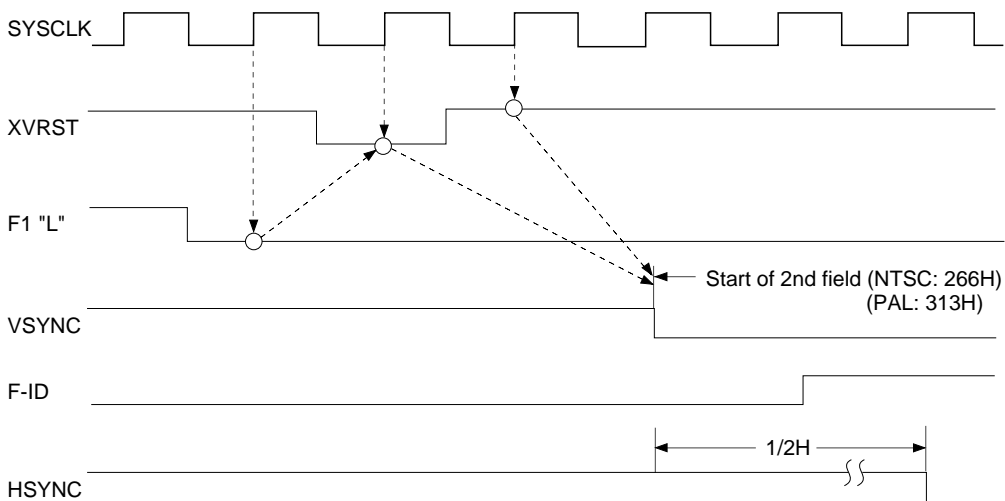 SYSCLK
XVRST
F1 "L"
Start of 2nd field (NTSC: 266H)
(PAL: 313H)
VSYNC
F-ID
1/2H
HSYNC